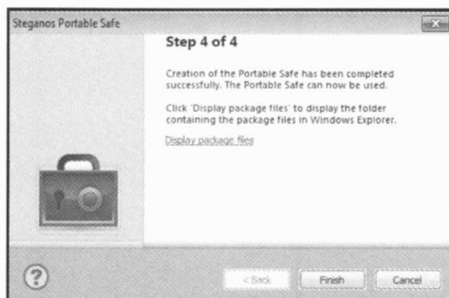 Steganos Portable Safe
Step 4 of 4
Creation of the Portable Safe has been completed
successfully. The Portable Safe can now be used.
Click 'Display package files' to display the folder
containing the package files in Windows Explorer.
Display package files
?
< Back
Finish
Cancel